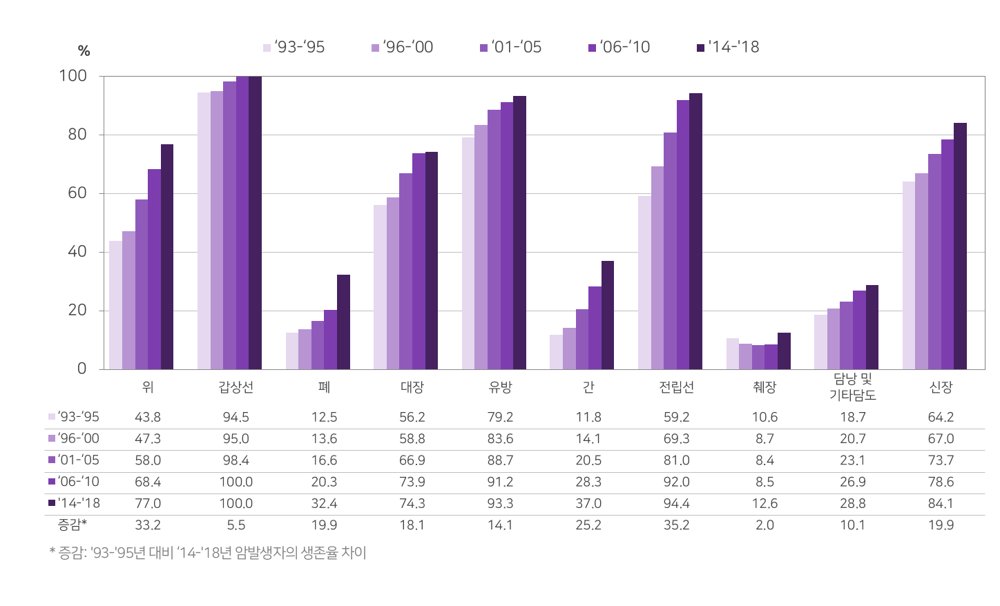 %
‘93-‘95 ‘96-‘00 ‘01-‘05 ‘06-‘10 '14-'18
100
80
60
40
20
0
위 갑상선 폐 대장 유방 간 전립선 췌장 담낭 및 신장
기타담도
‘93-‘95 43.8 94.5 12.5 56.2 79.2 11.8 59.2 10.6 18.7 64.2
‘96-‘00 47.3 95.0 13.6 58.8 83.6 14.1 69.3 8.7 20.7 67.0
‘01-‘05 58.0 98.4 16.6 66.9 88.7 20.5 81.0 8.4 23.1 73.7
‘06-‘10 68.4 100.0 20.3 73.9 91.2 28.3 92.0 8.5 26.9 78.6
'14-'18 77.0 100.0 32.4 74.3 93.3 37.0 94.4 12.6 28.8 84.1
증감* 33.2 5.5 19.9 18.1 14.1 25.2 35.2 2.0 10.1 19.9
* 증감: '93-'95년 대비 ‘14-'18년 암발생자의 생존율 차이